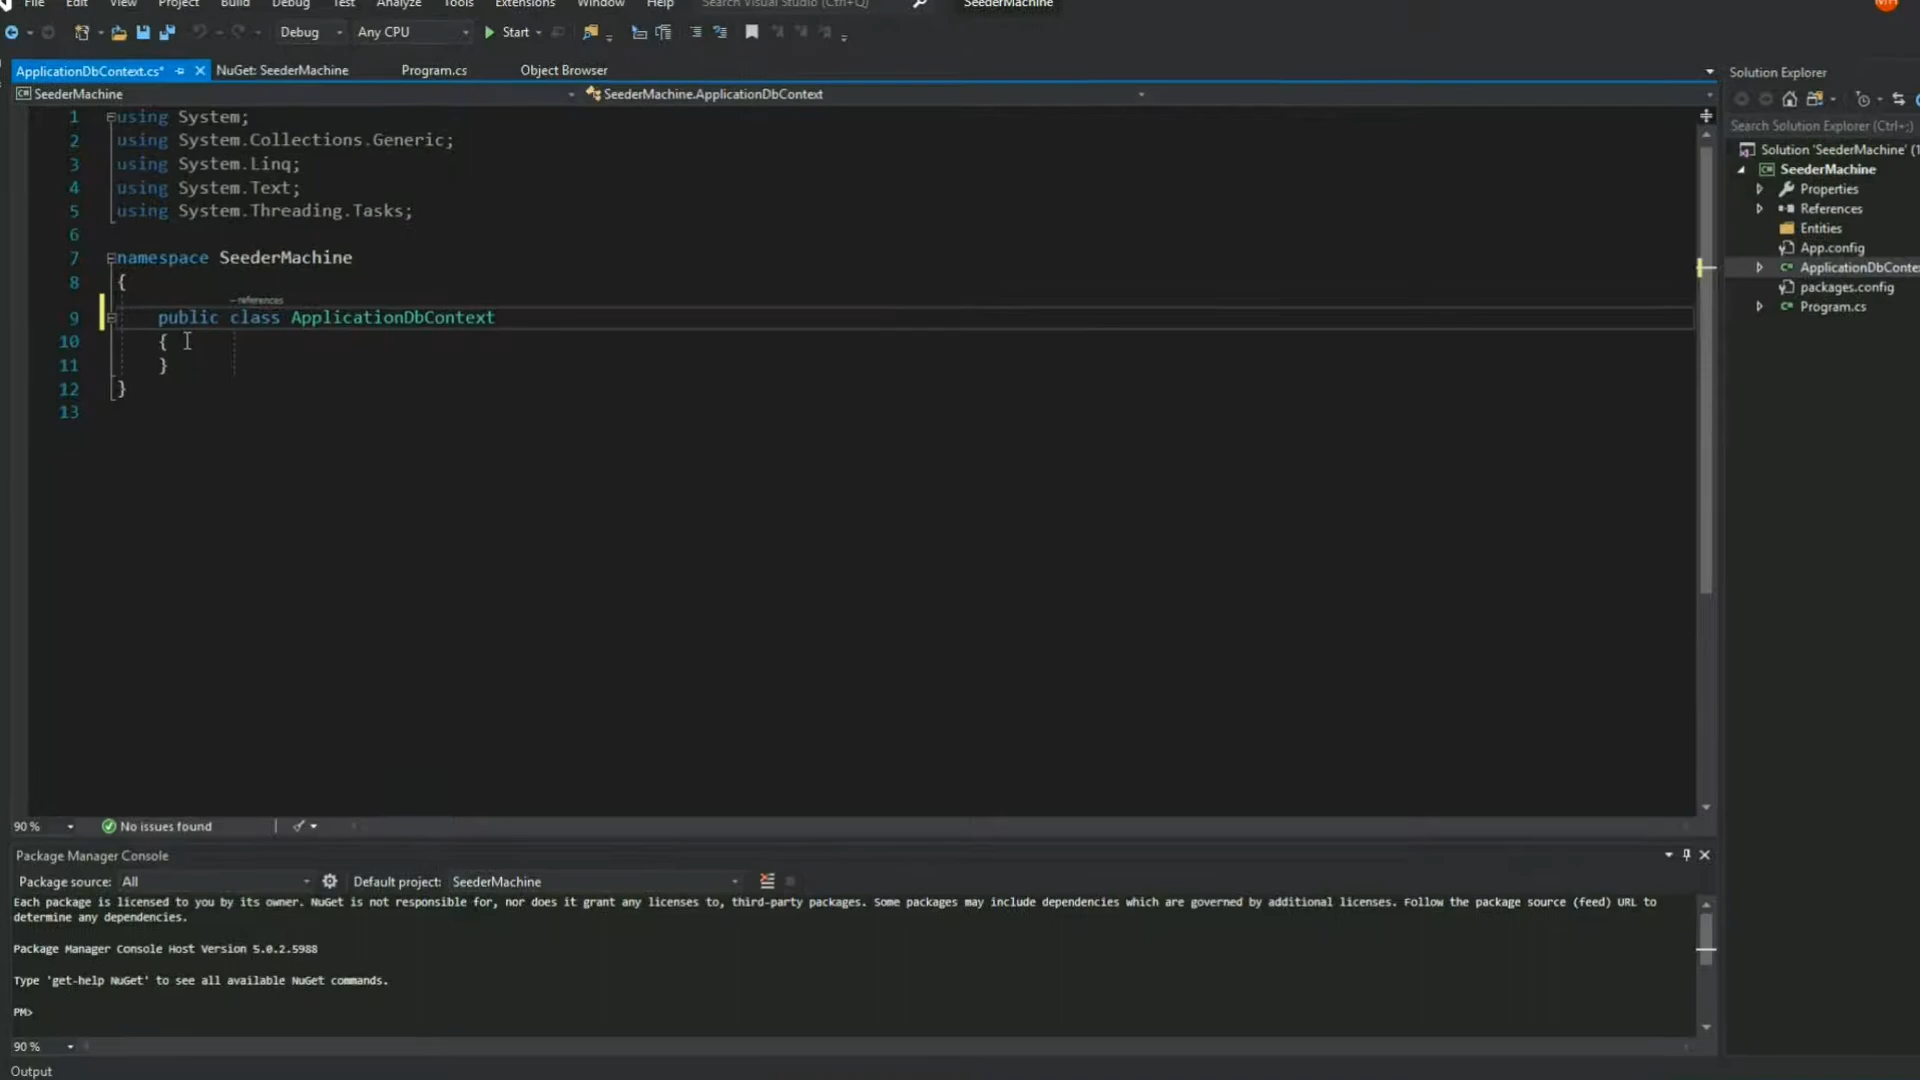 File Edit View Project Build Debug Test Analyze Tools Extensions Window Help Search Visual Studio (Ctrl+Q) SeederMachine MH
Debug Any CPU Start
ApplicationDbContext.cs* NuGet: SeederMachine Program.cs Object Browser
SeederMachine SeederMachine.ApplicationDbContext
1 using System;
2 using System.Collections.Generic;
3 using System.Linq;
4 using System.Text;
5 using System.Threading.Tasks;
6
7 namespace SeederMachine
8 {
- references
9 public class ApplicationDbContext
10 {
11 }
12 }
13
90 % No issues found
Package Manager Console
Package source: All Default project: SeederMachine
Each package is licensed to you by its owner. NuGet is not responsible for, nor does it grant any licenses to, third-party packages. Some packages may include dependencies which are governed by additional licenses. Follow the package source (feed) URL to
determine any dependencies.
Package Manager Console Host Version 5.0.2.5988
Type 'get-help NuGet' to see all available NuGet commands.
PM>
90 %
Output
Solution Explorer
Search Solution Explorer (Ctrl+;)
Solution 'SeederMachine' (1
SeederMachine
Properties
References
Entities
App.config
ApplicationDbConte
packages.config
Program.cs